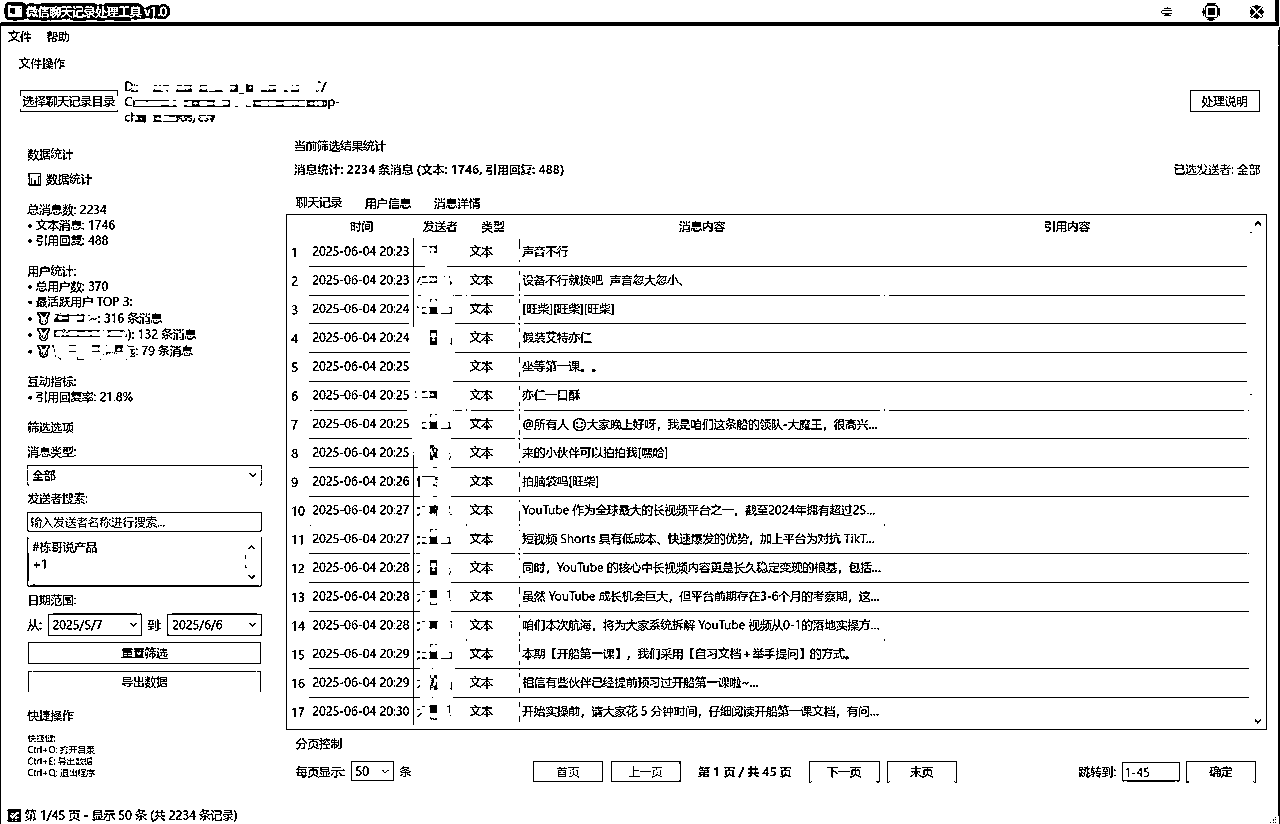 微信聊天记录处理工具 v1.0
文件 帮助
文件操作
选择聊天记录目录
处理说明
数据统计
数据统计
总消息数: 2234
• 文本消息: 1746
• 引用回复: 488
用户统计:
• 总用户数: 370
• 最活跃用户 TOP 3:
• : 316 条消息
• : 132 条消息
• : 79 条消息
互动指标:
• 引用回复率: 21.8%
筛选选项
消息类型:
全部
发送者搜索:
输入发送者名称进行搜索...
#栋哥说产品
+1
日期范围:
从: 2025/5/7 到: 2025/6/6
重置筛选
导出数据
快捷操作
快捷键:
Ctrl+O: 打开目录
Ctrl+E: 导出数据
Ctrl+Q: 退出程序
当前筛选结果统计
消息统计: 2234 条消息 (文本: 1746, 引用回复: 488)
已选发送者: 全部
聊天记录 用户信息 消息详情
时间 发送者 类型 消息内容 引用内容
1 2025-06-04 20:23 文本 声音不行
2 2025-06-04 20:23 文本 设备不行就换吧 声音忽大忽小、
3 2025-06-04 20:24 文本 [旺柴][旺柴][旺柴]
4 2025-06-04 20:24 文本 假装艾特亦仁
5 2025-06-04 20:25 文本 坐等第一课。。
6 2025-06-04 20:25 文本 亦仁一口酥
7 2025-06-04 20:25 文本 @所有人 大家晚上好呀，我是咱们这条船的领队-大魔王，很高兴...
8 2025-06-04 20:25 文本 来的小伙伴可以拍拍我[嘿哈]
9 2025-06-04 20:26 文本 拍脑袋吗[旺柴]
10 2025-06-04 20:27 文本 YouTube 作为全球最大的长视频平台之一，截至2024年拥有超过25...
11 2025-06-04 20:27 文本 短视频 Shorts 具有低成本、快速爆发的优势，加上平台为对抗 TikT...
12 2025-06-04 20:28 文本 同时，YouTube 的核心中长视频内容更是长久稳定变现的根基，包括...
13 2025-06-04 20:28 文本 虽然 YouTube 成长机会巨大，但平台前期存在3-6个月的考察期，这...
14 2025-06-04 20:28 文本 咱们本次航海，将为大家系统拆解 YouTube 视频从0-1的落地实操方...
15 2025-06-04 20:29 文本 本期【开船第一课】，我们采用【自习文档 + 举手提问】的方式。
16 2025-06-04 20:29 文本 相信有些伙伴已经提前预习过开船第一课啦~...
17 2025-06-04 20:30 文本 开始实操前，请大家花 5 分钟时间，仔细阅读开船第一课文档，有问...
分页控制
每页显示: 50 条 首页 上一页 第 1 页 / 共 45 页 下一页 末页 跳转到: 1-45 确定
第 1/45 页 - 显示 50 条 (共 2234 条记录)